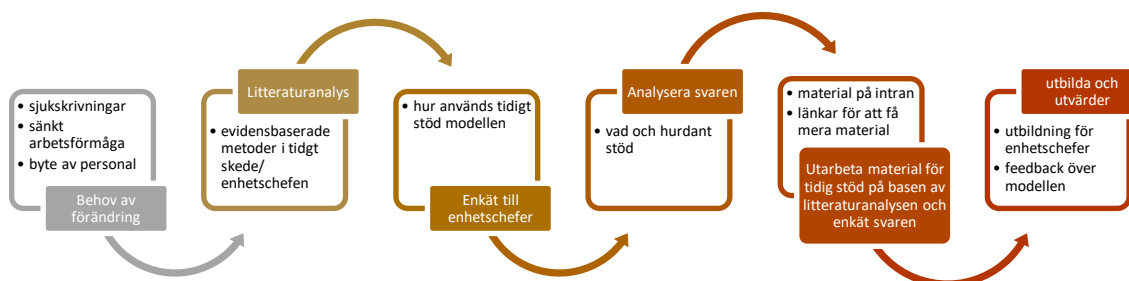 • sjukskrivningar
• sänkt
arbetsförmåga
• byte av personal
Behov av
förändring
Litteraturanalys
• evidensbaserade
metoder i tidgt
skede/
enhetschefen
• hur används tidigt
stöd modellen
Enkät till
enhetschefer
Analysera svaren
• vad och hurdant
stöd
• material på intran
• länkar för att få
mera material
Utarbeta material för
tidig stöd på basen av
litteraturanalysen och
enkät svaren
utbilda och
utvärder
• utbildning för
enhetschefer
• feedback över
modellen